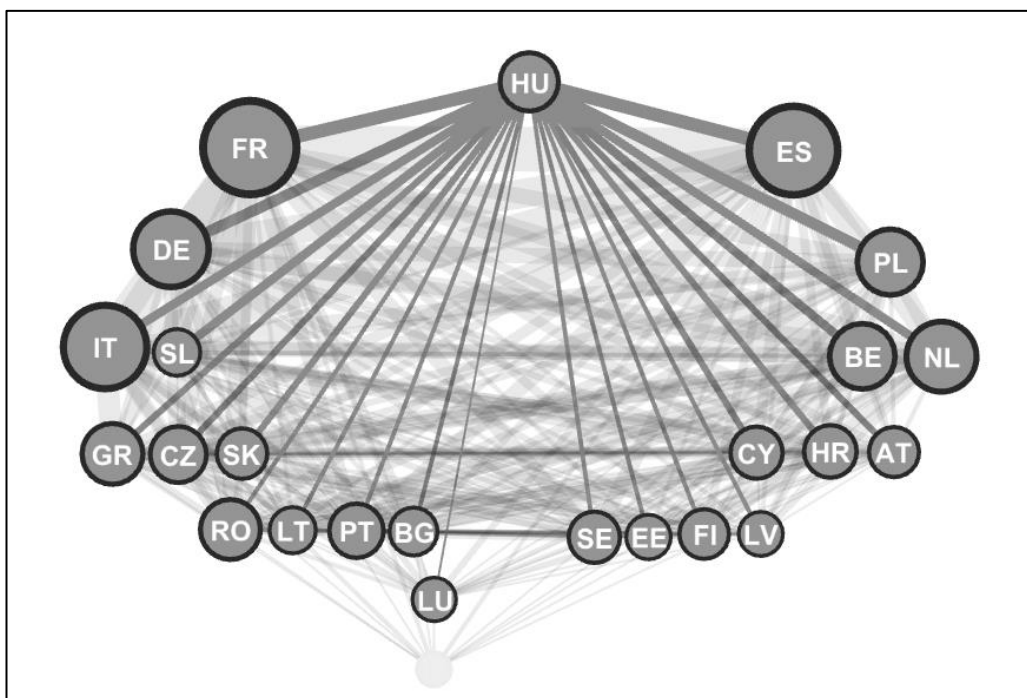 HU
FR ES
DE PL
IT SL BE NL
GR CZ SK CY HR AT
RO LT PT BG SE EE FI LV
LU